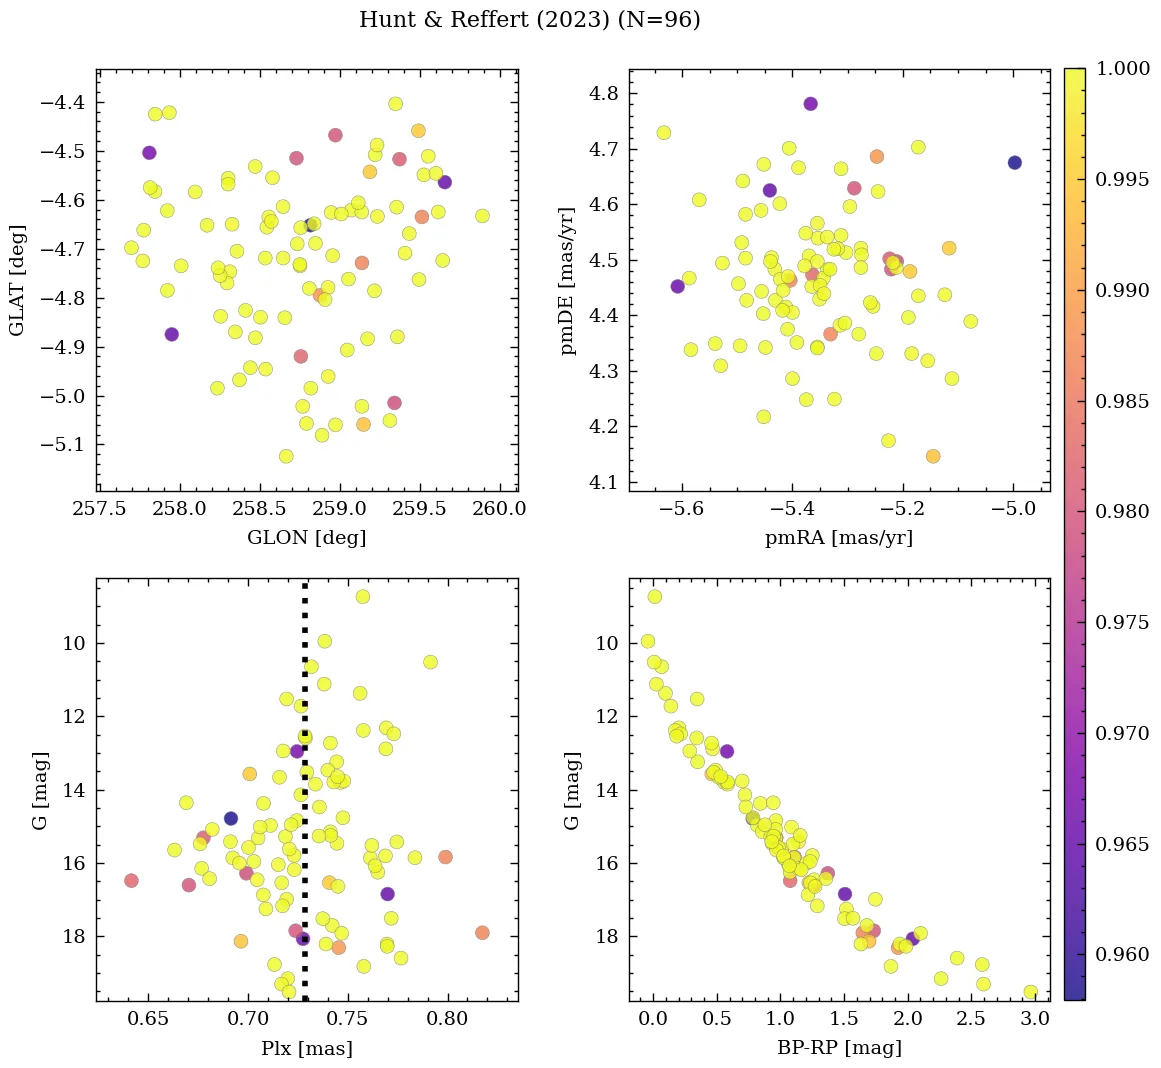 Hunt & Reffert (2023) (N=96)
−4.4
−4.5
−4.6
−4.7
−4.8
−4.9
−5.0
−5.1
GLAT [deg]
257.5 258.0 258.5 259.0 259.5 260.0
GLON [deg]
4.8
4.7
4.6
4.5
4.4
4.3
4.2
4.1
pmDE [mas/yr]
−5.6 −5.4 −5.2 −5.0
pmRA [mas/yr]
10
12
14
16
18
G [mag]
0.65 0.70 0.75 0.80
Plx [mas]
10
12
14
16
18
G [mag]
0.0 0.5 1.0 1.5 2.0 2.5 3.0
BP-RP [mag]
1.000
0.995
0.990
0.985
0.980
0.975
0.970
0.965
0.960